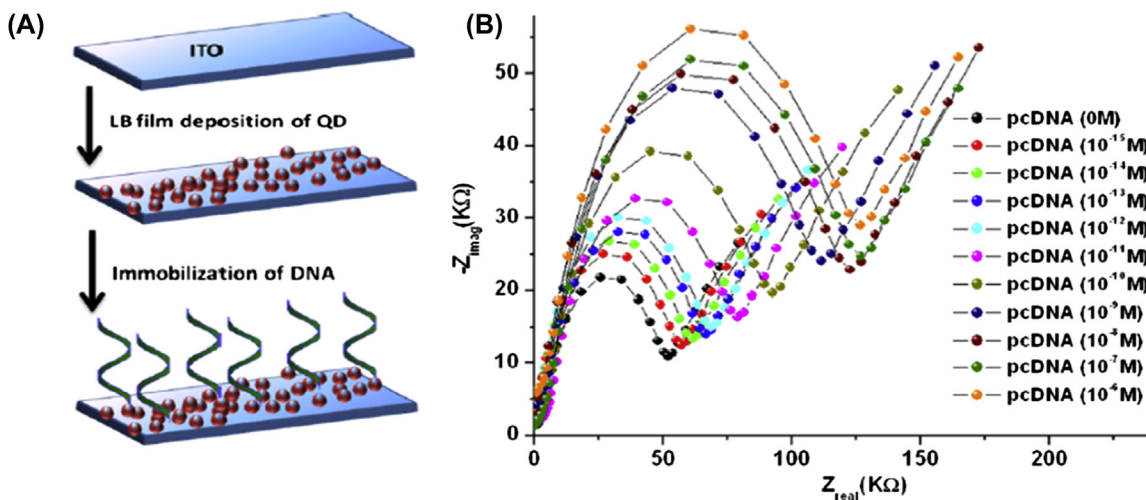 (A)
ITO
LB film deposition of QD
Immobilization of DNA
(B)
-Z_imag(KΩ)
50
40
30
20
10
0
0
50
100
150
200
Z_real(KΩ)
pcDNA (0M)
pcDNA (10⁻¹⁵M)
pcDNA (10⁻¹⁴M)
pcDNA (10⁻¹³M)
pcDNA (10⁻¹²M)
pcDNA (10⁻¹¹M)
pcDNA (10⁻¹⁰M)
pcDNA (10⁻⁹M)
pcDNA (10⁻⁸M)
pcDNA (10⁻⁷M)
pcDNA (10⁻⁶M)